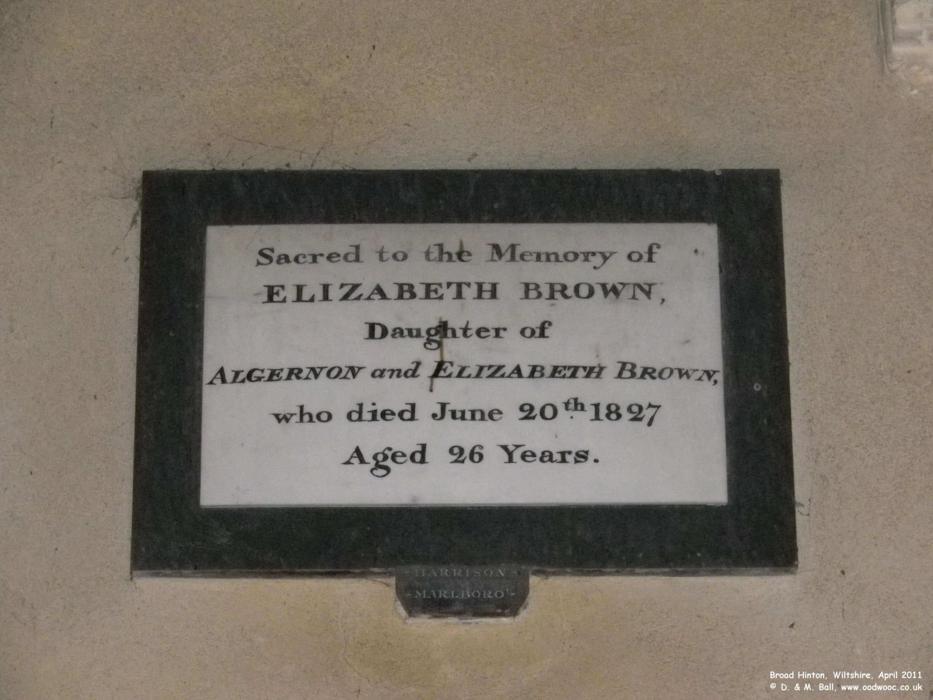 Sacred to the Memory of
ELIZABETH BROWN,
Daughter of
ALGERNON and ELIZABETH BROWN,
who died June 20th 1827
Aged 26 Years.
HARRISON
-MARLBORO'-
Broad Hinton, Wiltshire, April 2011
© D. & M. Ball, www.oodwooc.co.uk